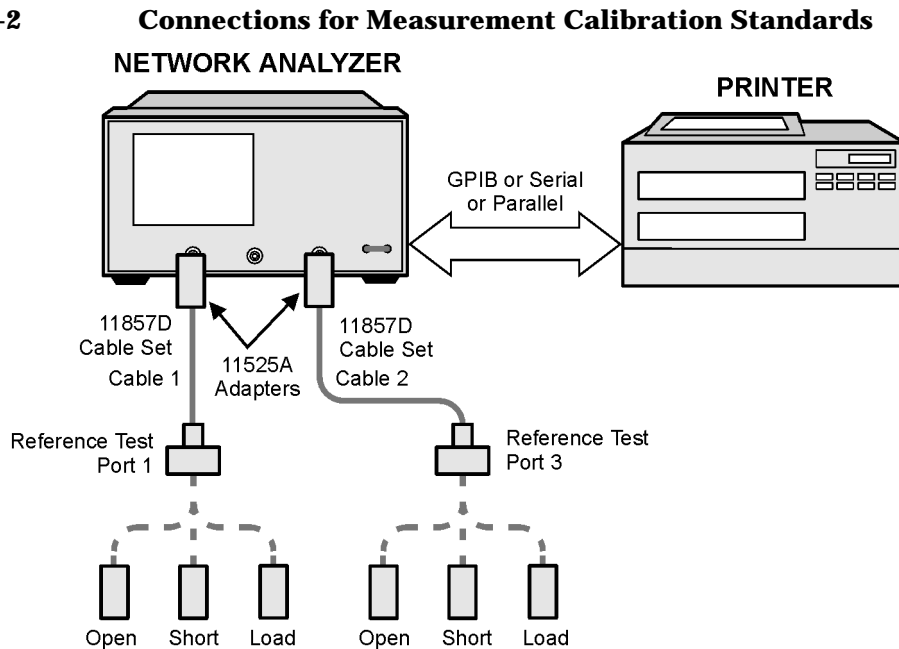 -2 Connections for Measurement Calibration Standards
NETWORK ANALYZER
PRINTER
GPIB or Serial
or Parallel
11857D
Cable Set
Cable 1
11525A
Adapters
11857D
Cable Set
Cable 2
Reference Test
Port 1
Reference Test
Port 3
Open Short Load
Open Short Load